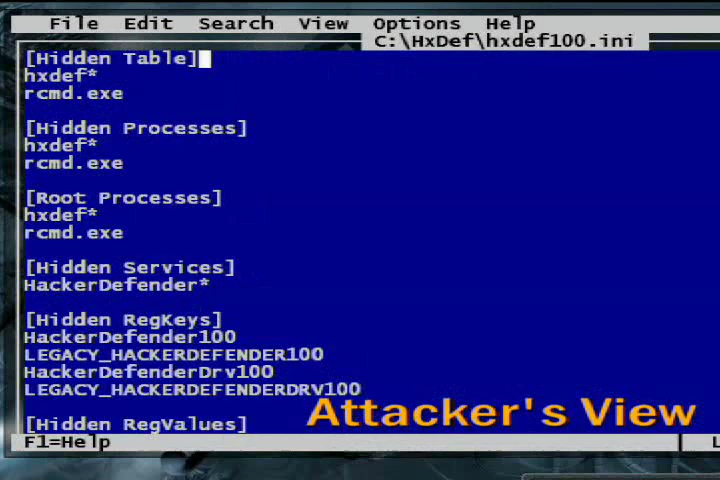 File Edit Search View Options Help
C:\HxDef\hxdef100.ini
[Hidden Table]
hxdef*
rcmd.exe
[Hidden Processes]
hxdef*
rcmd.exe
[Root Processes]
hxdef*
rcmd.exe
[Hidden Services]
HackerDefender*
[Hidden RegKeys]
HackerDefender100
LEGACY_HACKERDEFENDER100
HackerDefenderDrv100
LEGACY_HACKERDEFENDERDRV100
[Hidden RegValues]
Attacker's View
F1=Help